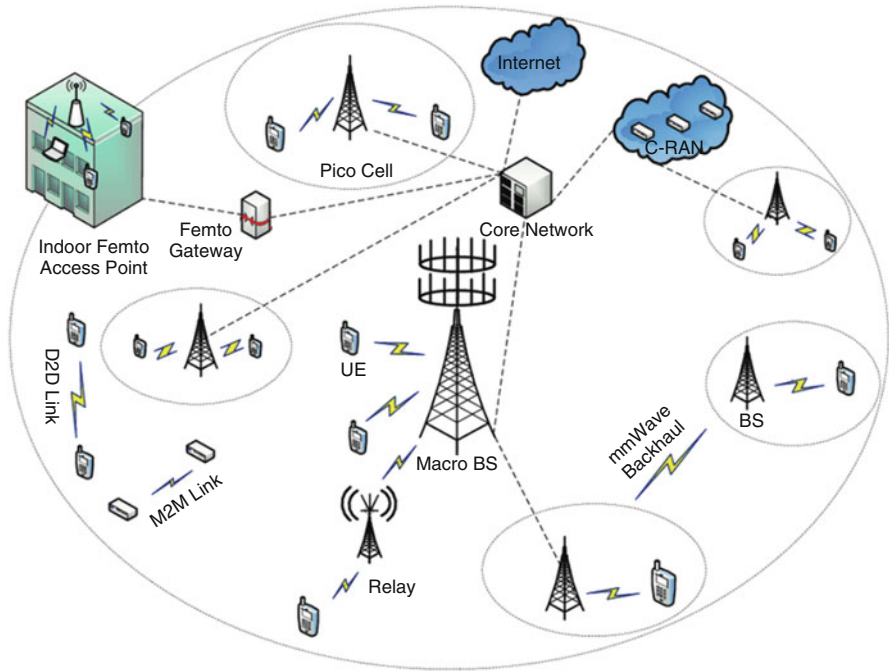 Internet
C-RAN
Pico Cell
Core Network
Femto
Gateway
Indoor Femto
Access Point
D2D Link
UE
BS
mmWave
Backhaul
Macro BS
M2M Link
Relay